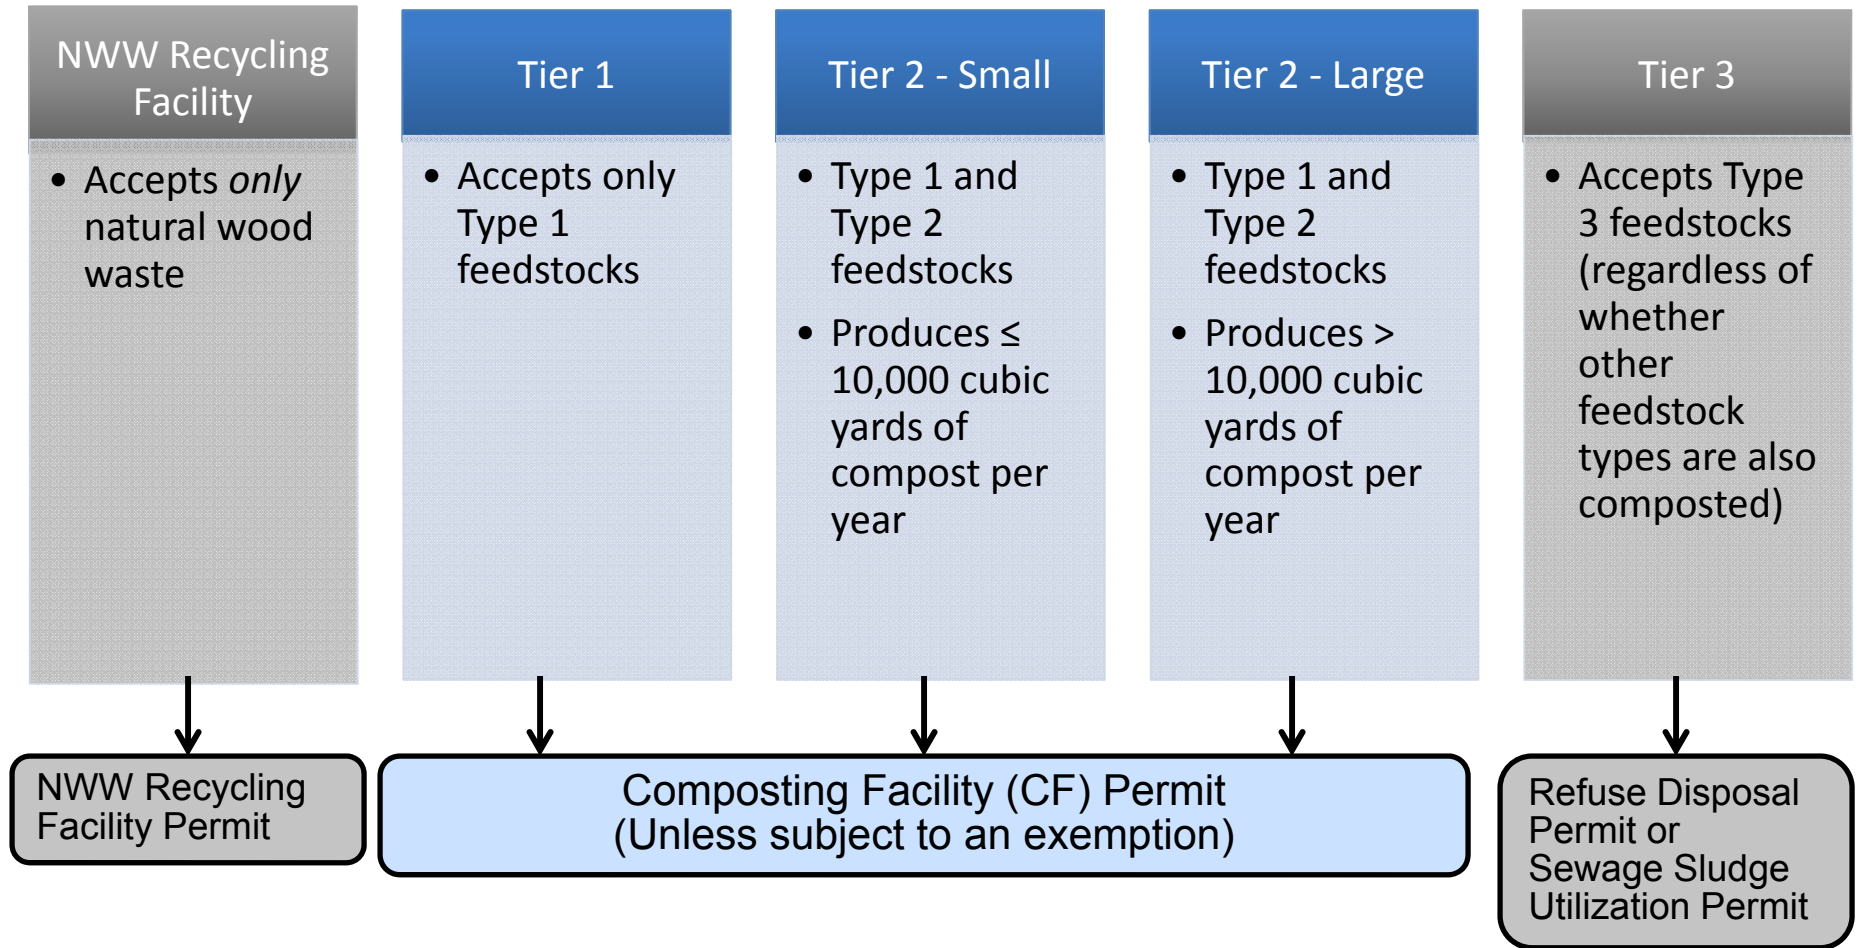 NWW Recycling
Facility
• Accepts only
natural wood
waste
Tier 1
• Accepts only
Type 1
feedstocks
Tier 2 - Small
• Type 1 and
Type 2
feedstocks
• Produces ≤
10,000 cubic
yards of
compost per
year
Tier 2 - Large
• Type 1 and
Type 2
feedstocks
• Produces >
10,000 cubic
yards of
compost per
year
Tier 3
• Accepts Type
3 feedstocks
(regardless of
whether
other
feedstock
types are also
composted)
NWW Recycling
Facility Permit
Composting Facility (CF) Permit
(Unless subject to an exemption)
Refuse Disposal
Permit or
Sewage Sludge
Utilization Permit